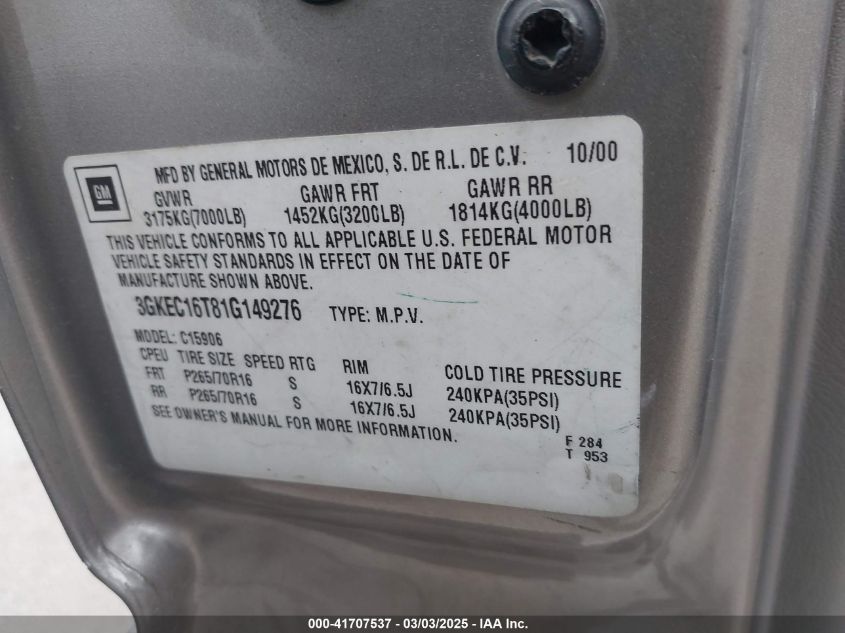 GM
MFD BY GENERAL MOTORS DE MEXICO, S. DE R.L. DE C.V. 10/00
GVWR GAWR FRT GAWR RR
3175KG(7000LB) 1452KG(3200LB) 1814KG(4000LB)
THIS VEHICLE CONFORMS TO ALL APPLICABLE U.S. FEDERAL MOTOR
VEHICLE SAFETY STANDARDS IN EFFECT ON THE DATE OF
MANUFACTURE SHOWN ABOVE.
3GKEC16T81G149276 TYPE: M.P.V.
MODEL: C15906
CPEU TIRE SIZE SPEED RTG RIM COLD TIRE PRESSURE
FRT P265/70R16 S 16X7/6.5J 240KPA(35PSI)
RR P265/70R16 S 16X7/6.5J 240KPA(35PSI)
SEE OWNER'S MANUAL FOR MORE INFORMATION.
F 284
T 953
000-41707537 / 03/03/2025 - IAA Inc.